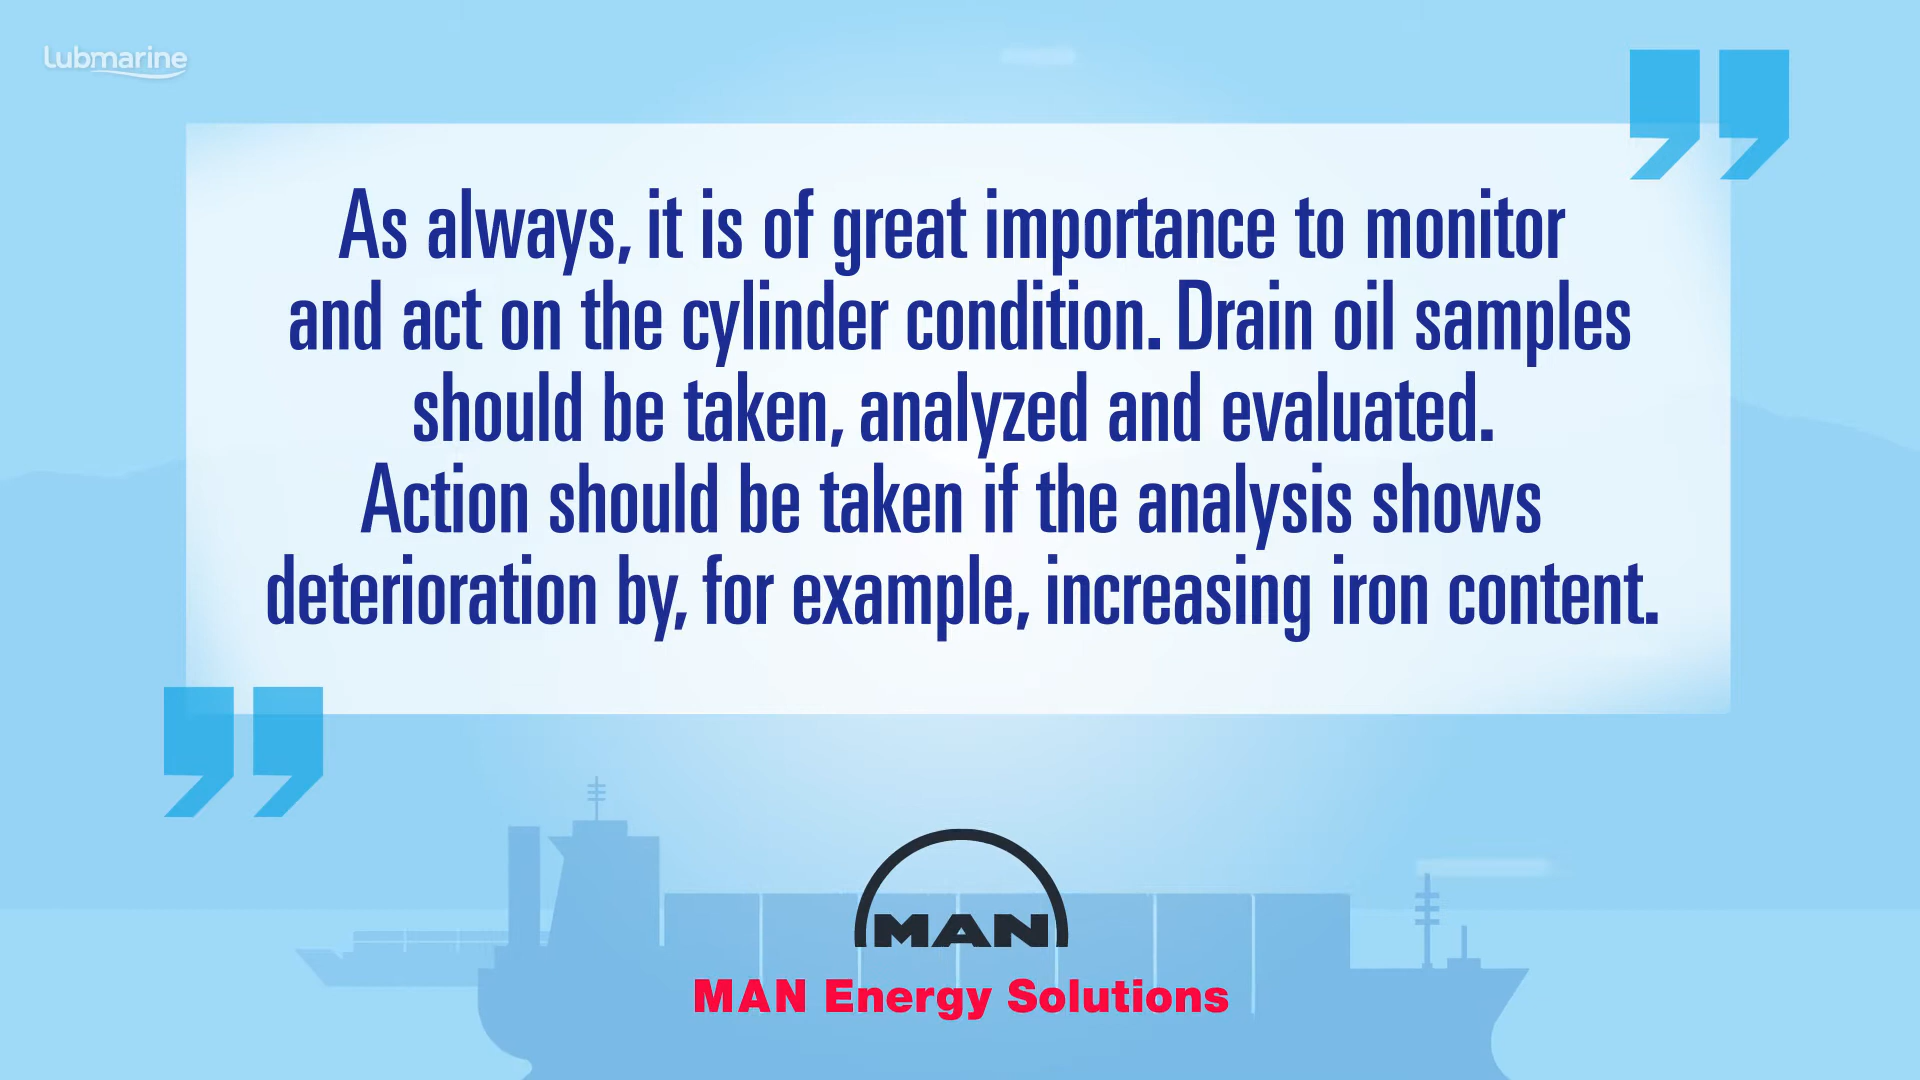 Lubmarine
”
As always, it is of great importance to monitor
and act on the cylinder condition. Drain oil samples
should be taken, analyzed and evaluated.
Action should be taken if the analysis shows
deterioration by, for example, increasing iron content.
”
MAN
MAN Energy Solutions